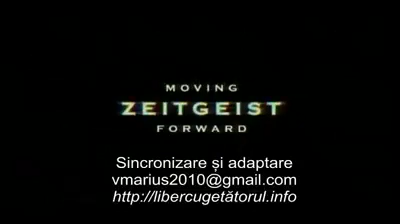 MOVING
ZEITGEIST
FORWARD
Sincronizare și adaptare
vmarius2010@gmail.com
http://libercugetătorul.info